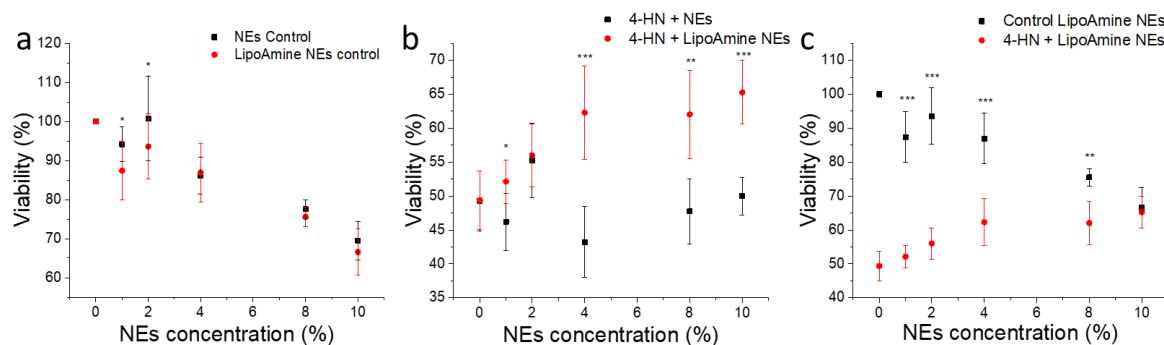 a
NEs Control
LipoAmine NEs control
120
110
100
90
80
70
60
Viability (%)
*
*
0 2 4 6 8 10
NEs concentration (%)
b
4-HN + NEs
4-HN + LipoAmine NEs
75
70
65
60
55
50
45
40
35
30
25
Viability (%)
*
***
**
***
0 2 4 6 8 10
NEs concentration (%)
c
Control LipoAmine NEs
4-HN + LipoAmine NEs
110
100
90
80
70
60
50
40
Viability (%)
***
***
***
**
0 2 4 6 8 10
NEs concentration (%)